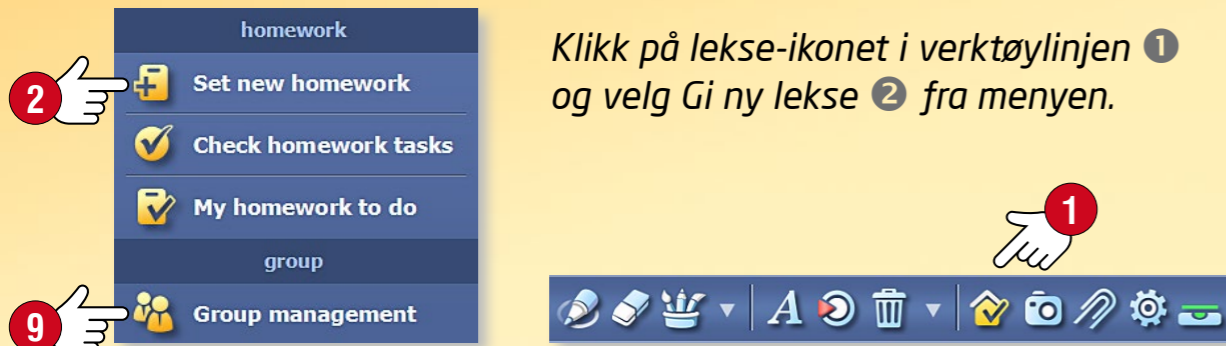 homework
2
Set new homework
Check homework tasks
My homework to do
group
9
Group management
Klikk på lekse-ikonet i verktøylinjen ❶
og velg Gi ny lekse ❷ fra menyen.
1
A